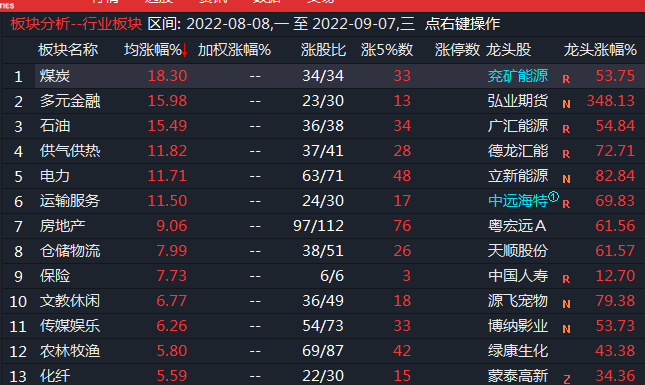 TIES
板块分析--行业板块 区间: 2022-08-08,一 至 2022-09-07,三 点右键操作
板块名称 均涨幅%↓ 加权涨幅% 涨股比 涨5%数 涨停数 龙头股 龙头涨幅%
1 煤炭 18.30 -- 34/34 33 兖矿能源 R 53.75
2 多元金融 15.98 -- 23/30 13 弘业期货 N 348.13
3 石油 15.49 -- 36/38 34 广汇能源 R 54.84
4 供气供热 11.82 -- 37/41 28 德龙汇能 R 72.71
5 电力 11.71 -- 63/71 48 立新能源 N 82.84
6 运输服务 11.50 -- 24/30 17 中远海特① R 69.83
7 房地产 9.06 -- 97/112 76 粤宏远A 61.56
8 仓储物流 7.99 -- 38/51 26 天顺股份 61.57
9 保险 7.73 -- 6/6 3 中国人寿 R 12.70
10 文教休闲 6.77 -- 36/49 18 源飞宠物 N 79.38
11 传媒娱乐 6.26 -- 54/73 33 博纳影业 N 53.73
12 农林牧渔 5.80 -- 69/87 42 绿康生化 43.38
13 化纤 5.59 -- 22/30 15 蒙泰高新 Z 34.36